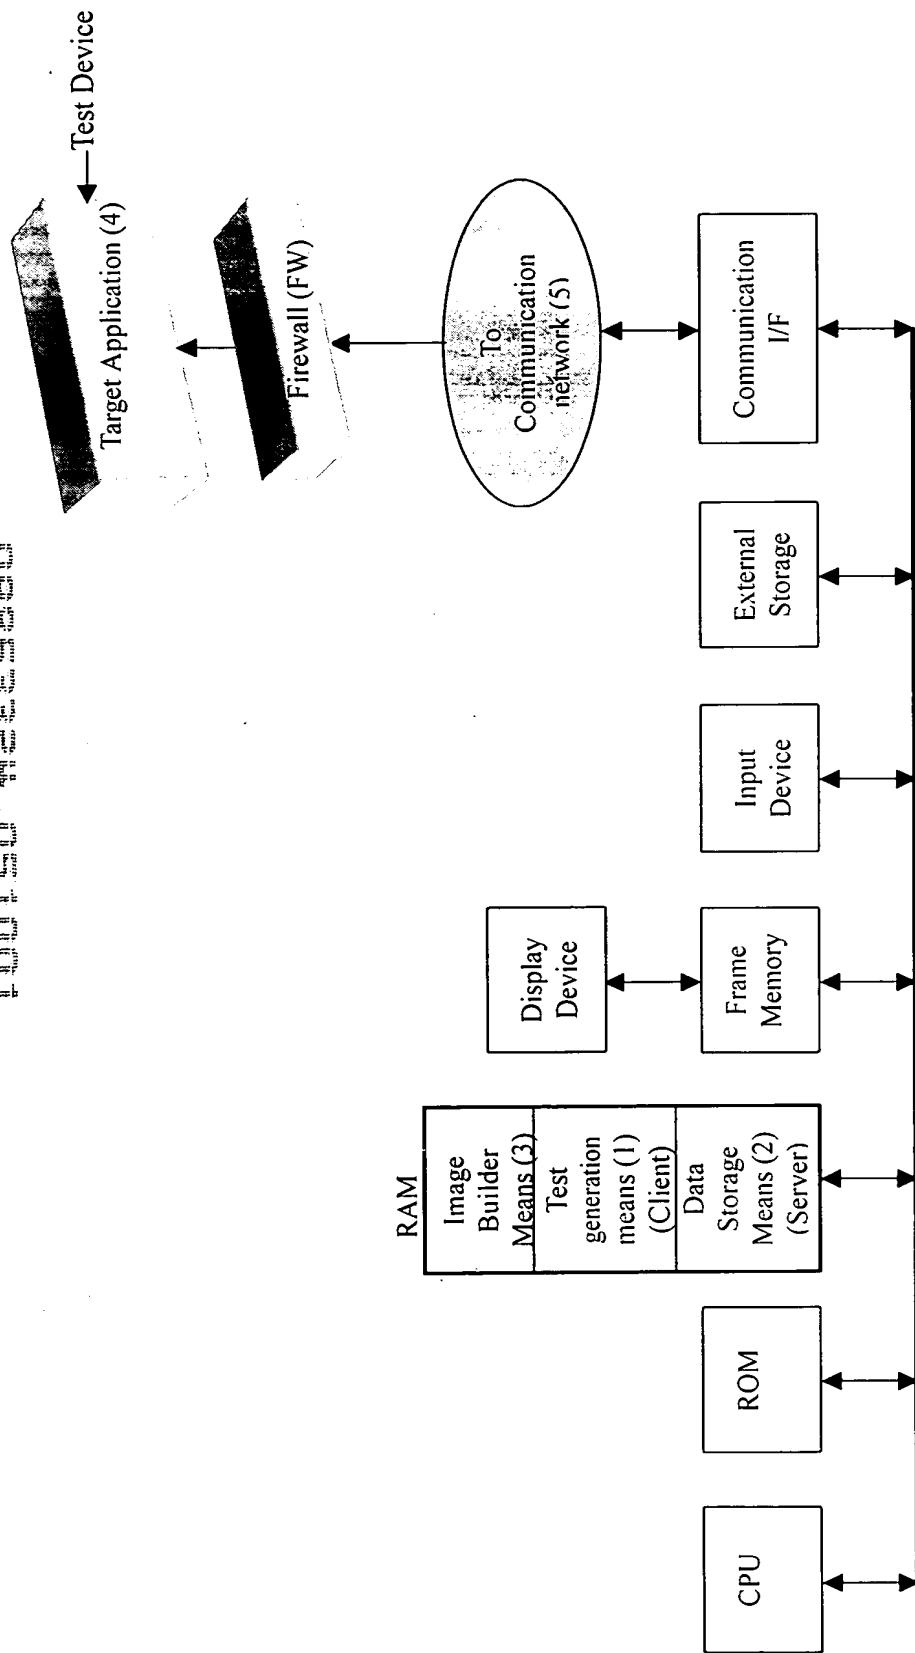 Test Device
Target Application (4)
Firewall (FW)
To
Communication
network (5)
Communication
I/F
External
Storage
Input
Device
Display
Device
Frame
Memory
RAM
Image
Builder
Means (3)
Test
generation
means (1)
(Client)
Data
Storage
Means (2)
(Server)
ROM
CPU